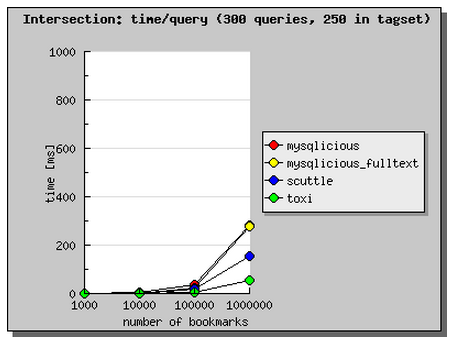 Intersection: time/query (300 queries, 250 in tagset)
1000
800
600
400
200
0
time [ms]
1000 10000 100000 1000000
number of bookmarks
mysqlicious
mysqlicious_fulltext
scuttle
toxi